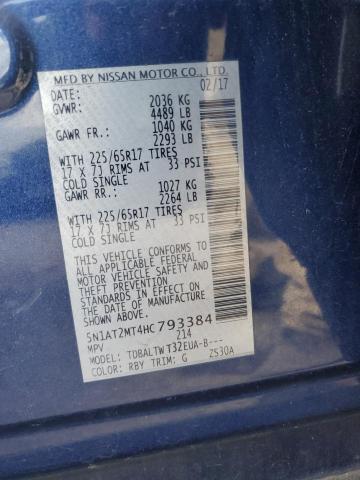 MFD BY NISSAN MOTOR CO., LTD.
DATE: 02/17
GVWR: 2036 KG
4489 LB
GAWR FR.: 1040 KG
2293 LB
WITH 225/65R17 TIRES
17 X 7J RIMS AT 33 PSI
COLD SINGLE
GAWR RR.: 1027 KG
2264 LB
WITH 225/65R17 TIRES
17 X 7J RIMS AT 33 PSI
COLD SINGLE
THIS VEHICLE CONFORMS TO
ALL APPLICABLE FEDERAL
MOTOR VEHICLE SAFETY, AND
THEFT PREVENTION
STANDARDS IN EFFECT ON
THE DATE OF MANUFACTURE
SHOWN ABOVE.
5N1AT2MT4HC793384
MPV 214
MODEL: TDBALTW T32EUA-B---
COLOR: RBY TRIM: G ZS30A